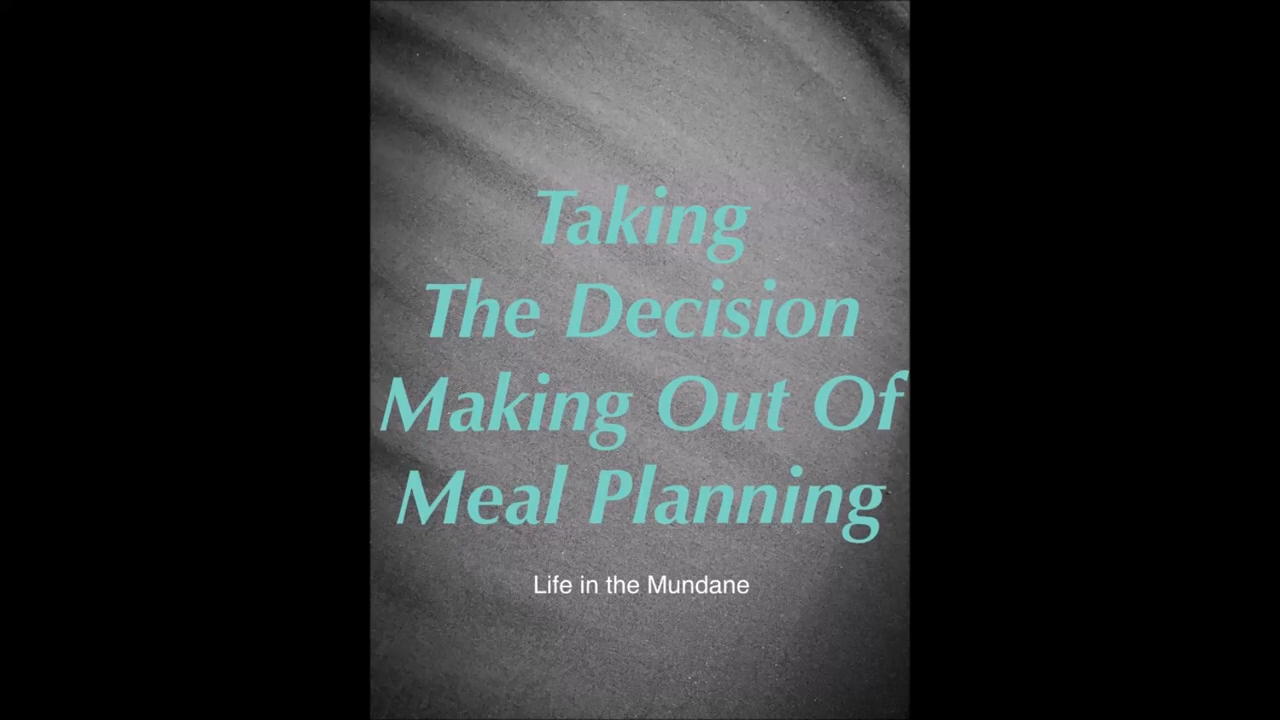 Taking
The Decision
Making Out Of
Meal Planning
Life in the Mundane